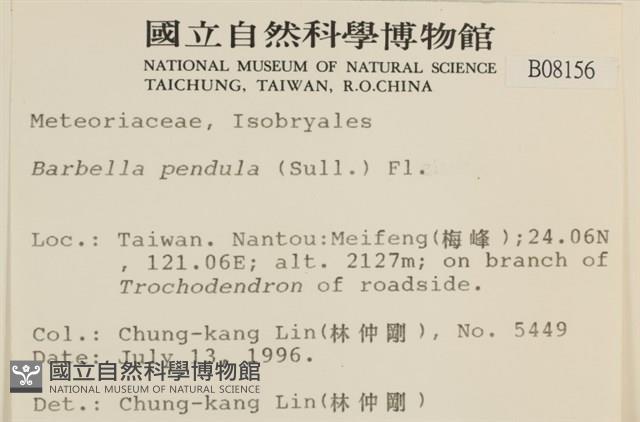 國立自然科學博物館
NATIONAL MUSEUM OF NATURAL SCIENCE
TAICHUNG, TAIWAN, R.O.CHINA
B08156
Meteoriaceae, Isobryales
Barbella pendula (Sull.) Fl.
Loc.: Taiwan. Nantou:Meifeng(梅峰);24.06N
, 121.06E; alt. 2127m; on branch of
Trochodendron of roadside.
Col.: Chung-kang Lin(林仲剛), No. 5449
Date: July 13, 1996.
國立自然科學博物館
NATIONAL MUSEUM OF NATURAL SCIENCE
Det.: Chung-kang Lin(林仲剛)